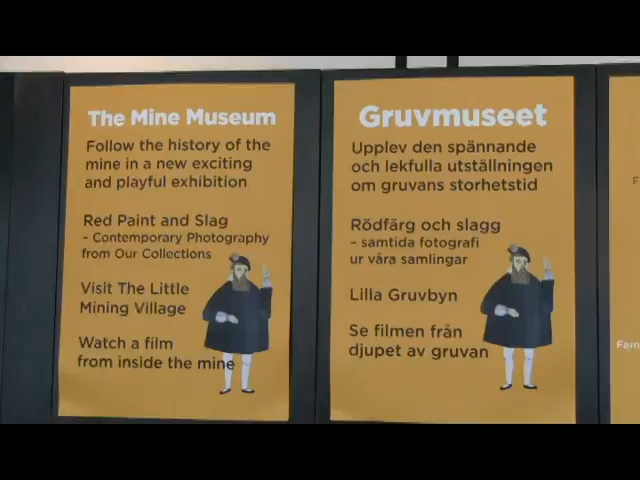 The Mine Museum
Follow the history of the
mine in a new exciting
and playful exhibition
Red Paint and Slag
– Contemporary Photography
from Our Collections
Visit The Little
Mining Village
Watch a film
from inside the mine
Gruvmuseet
Upplev den spännande
och lekfulla utställningen
om gruvans storhetstid
Rödfärg och slagg
– samtida fotografi
ur våra samlingar
Lilla Gruvbyn
Se filmen från
djupet av gruvan